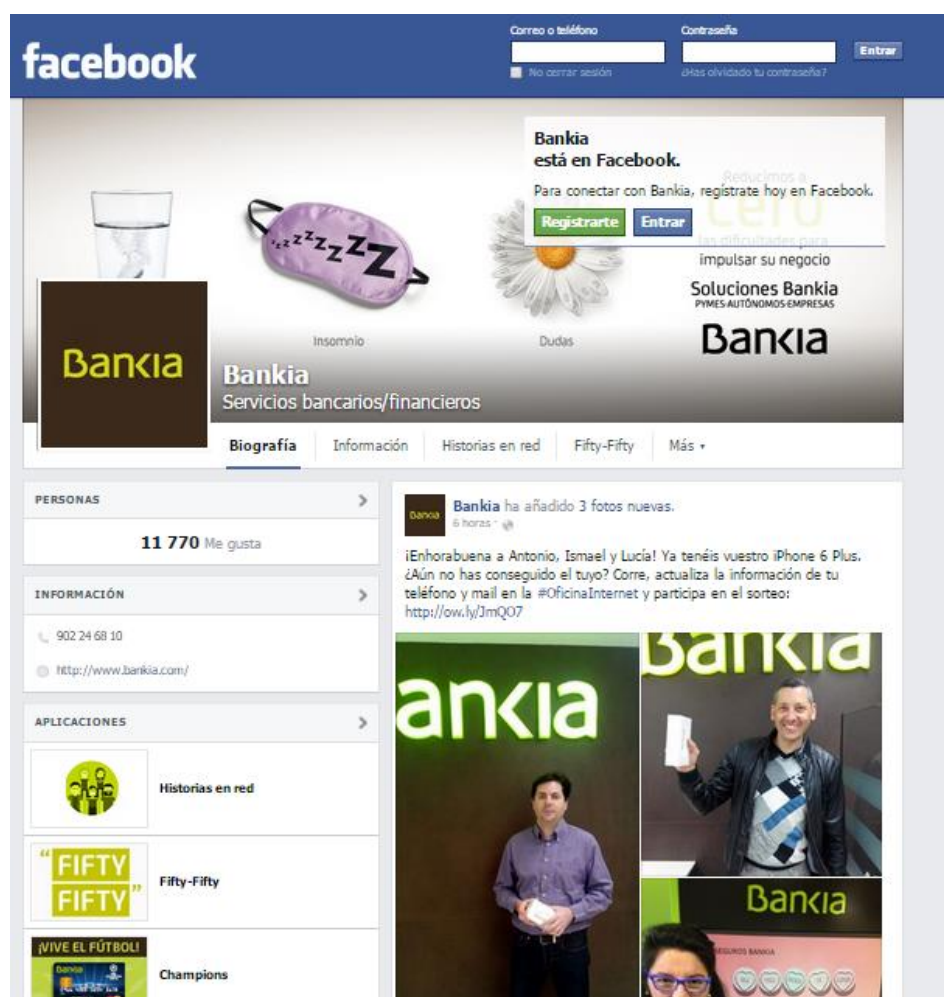 Correo o teléfono
Contraseña
facebook
Entrar
No cerrar sesión
¿Has olvidado tu contraseña?
Bankia
está en Facebook.
Para conectar con Bankia, regístrate hoy en Facebook.
Registrarte
Entrar
Reducimos a
cero
las dificultades para
impulsar su negocio
Soluciones Bankia
PYMES·AUTÓNOMOS·EMPRESAS
Bankia
zzZZZZZ
Insomnio
Dudas
Bankia
Bankia
Servicios bancarios/financieros
Biografía
Información
Historias en red
Fifty-Fifty
Más
PERSONAS
11 770 Me gusta
INFORMACIÓN
902 24 68 10
http://www.bankia.com/
APLICACIONES
Historias en red
“FIFTY
FIFTY”
Fifty-Fifty
¡VIVE EL FÚTBOL!
Bankia
Champions
Bankia
Bankia ha añadido 3 fotos nuevas.
6 horas ·
¡Enhorabuena a Antonio, Ismael y Lucía! Ya tenéis vuestro iPhone 6 Plus.
¿Aún no has conseguido el tuyo? Corre, actualiza la información de tu
teléfono y mail en la #OficinaInternet y participa en el sorteo:
http://ow.ly/JmQO7
ankia
Bankia
Bankia
SEGUROS BANKIA